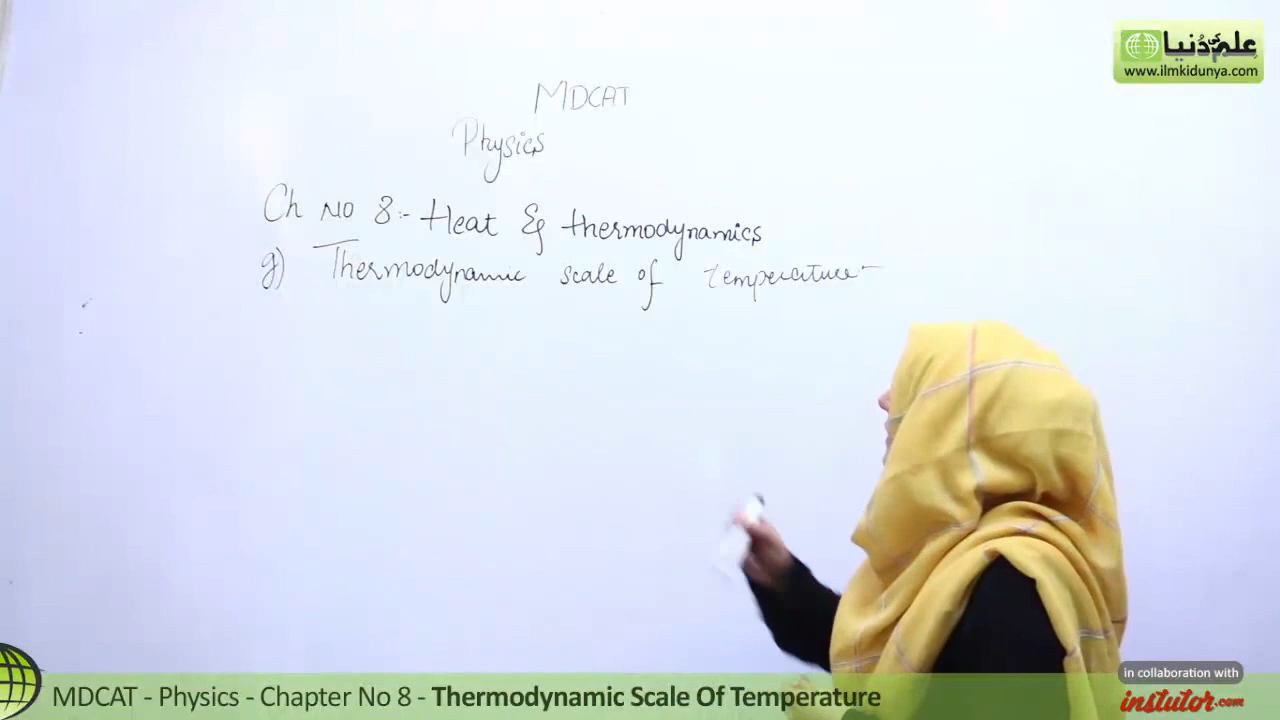 علم کی دنیا
www.ilmkidunya.com
MDCAT
Physics
Ch No 8:- Heat & thermodynamics
g) Thermodynamic scale of temperature-
in collaboration with
instutor.com
MDCAT - Physics - Chapter No 8 - Thermodynamic Scale Of Temperature